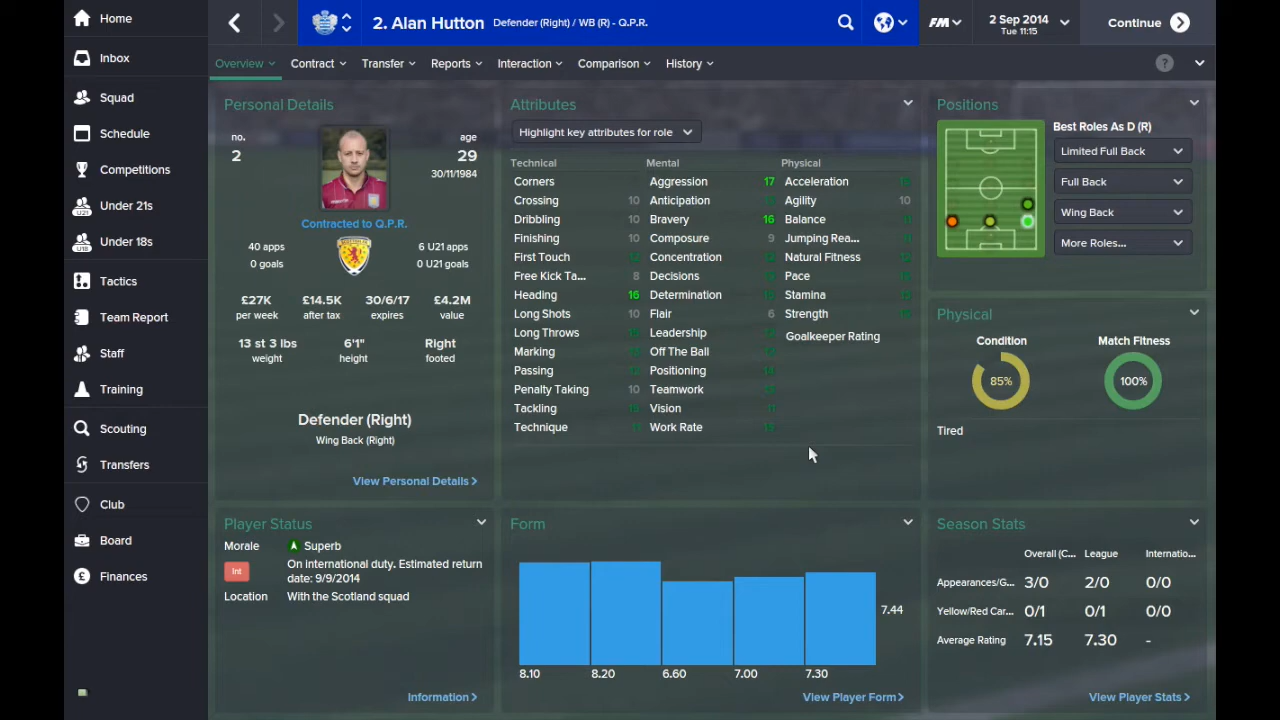 Home
Inbox
Squad
Schedule
Competitions
U21 Under 21s
U18 Under 18s
Tactics
Team Report
Staff
Training
Scouting
Transfers
Club
Board
Finances
2. Alan Hutton
Defender (Right) / WB (R) - Q.P.R.
FM
2 Sep 2014
Tue 11:15
Continue
Overview Contract Transfer Reports Interaction Comparison History ?
Personal Details
no. age
2 29
30/11/1984
Contracted to Q.P.R.
40 apps 6 U21 apps
0 goals 0 U21 goals
£27K £14.5K 30/6/17 £4.2M
per week after tax expires value
13 st 3 lbs 6'1" Right
weight height footed
Defender (Right)
Wing Back (Right)
View Personal Details >
Attributes
Highlight key attributes for role
Technical Mental Physical
Corners Aggression 17 Acceleration
Crossing 10 Anticipation Agility 10
Dribbling 10 Bravery 16 Balance
Finishing 10 Composure 9 Jumping Rea...
First Touch Concentration Natural Fitness
Free Kick Ta... 8 Decisions Pace
Heading 16 Determination Stamina
Long Shots 10 Flair 6 Strength
Long Throws Leadership Goalkeeper Rating
Marking Off The Ball
Passing Positioning
Penalty Taking 10 Teamwork
Tackling Vision
Technique Work Rate
Positions
Best Roles As D (R)
Limited Full Back
Full Back
Wing Back
More Roles...
Physical
Condition Match Fitness
85% 100%
Tired
Player Status
Morale Superb
Int On international duty. Estimated return
date: 9/9/2014
Location With the Scotland squad
Information >
Form
7.44
8.10 8.20 6.60 7.00 7.30
View Player Form >
Season Stats
Overall (C... League Internatio...
Appearances/G... 3/0 2/0 0/0
Yellow/Red Car... 0/1 0/1 0/0
Average Rating 7.15 7.30 -
View Player Stats >